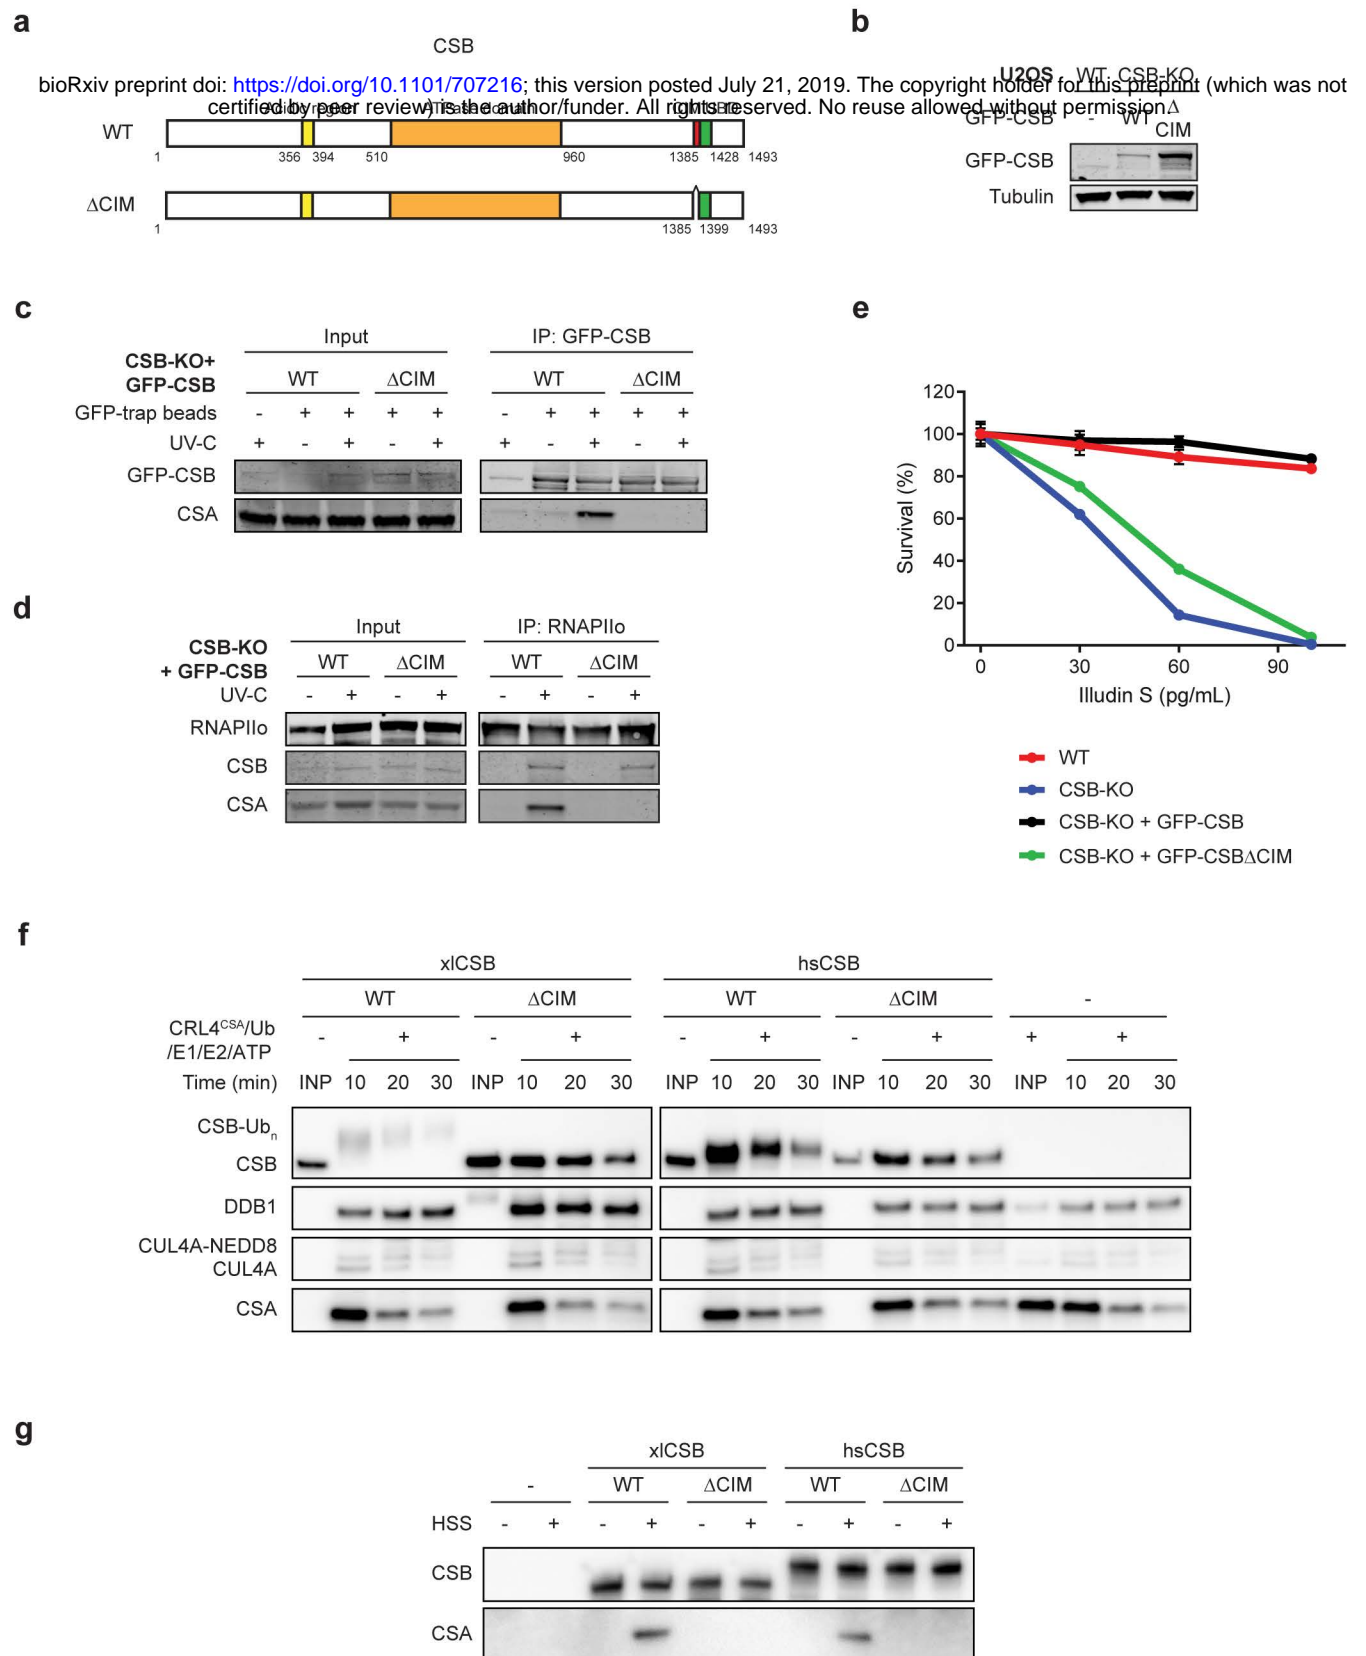 a
CSB
b
bioRxiv preprint doi: https://doi.org/10.1101/707216; this version posted July 21, 2019. The copyright holder for this preprint (which was not
certified by peer review) is the author/funder. All rights reserved. No reuse allowed without permission.
U2OS WT CSB-KO
GFP-CSB - WT Δ
CIM
WT
1 356 394 510 960 1385 1428 1493
GFP-CSB
Tubulin
ΔCIM
1 1385 1399 1493
c
Input IP: GFP-CSB
CSB-KO+
GFP-CSB
WT ΔCIM WT ΔCIM
GFP-trap beads - + + + + - + + + +
UV-C + - + - + + - + - +
GFP-CSB
CSA
d
Input IP: RNAPIIo
CSB-KO
+ GFP-CSB
WT ΔCIM WT ΔCIM
UV-C - + - + - + - +
RNAPIIo
CSB
CSA
e
120
100
80
60
40
20
0
Survival (%)
0 30 60 90
Illudin S (pg/mL)
WT
CSB-KO
CSB-KO + GFP-CSB
CSB-KO + GFP-CSBΔCIM
f
xlCSB hsCSB
WT ΔCIM WT ΔCIM -
CRL4CSA/Ub
/E1/E2/ATP
- + - + - + - + + +
Time (min) INP 10 20 30 INP 10 20 30 INP 10 20 30 INP 10 20 30 INP 10 20 30
CSB-Ubn
CSB
DDB1
CUL4A-NEDD8
CUL4A
CSA
g
xlCSB hsCSB
- WT ΔCIM WT ΔCIM
HSS - + - + - + - + - +
CSB
CSA